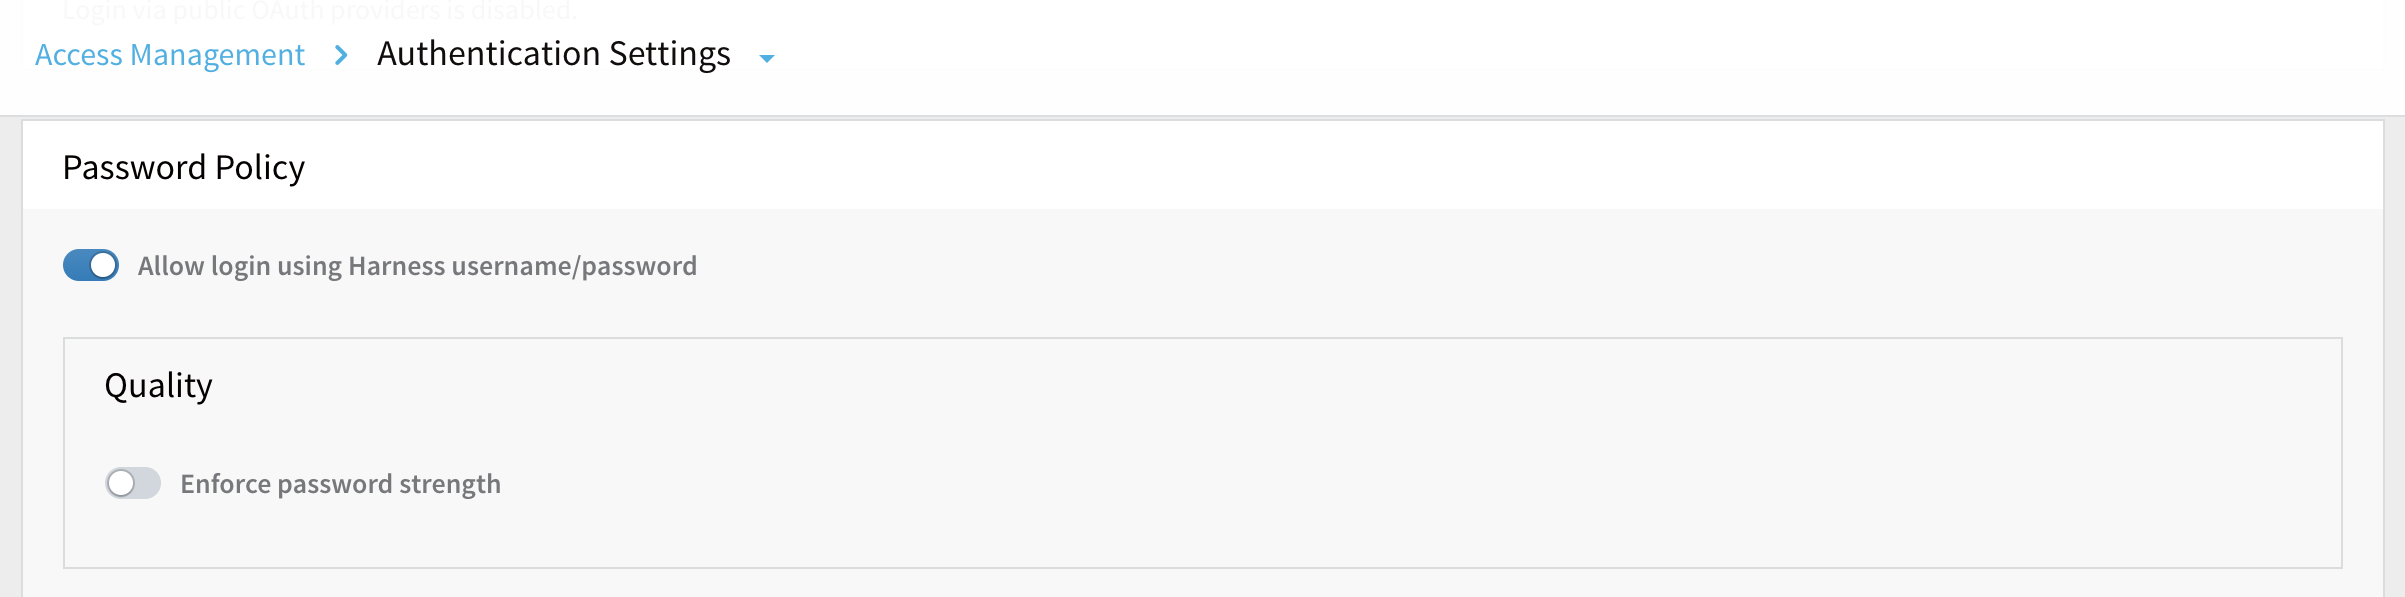 Login via public OAuth providers is disabled.
Access Management > Authentication Settings
Password Policy
Allow login using Harness username/password
Quality
Enforce password strength